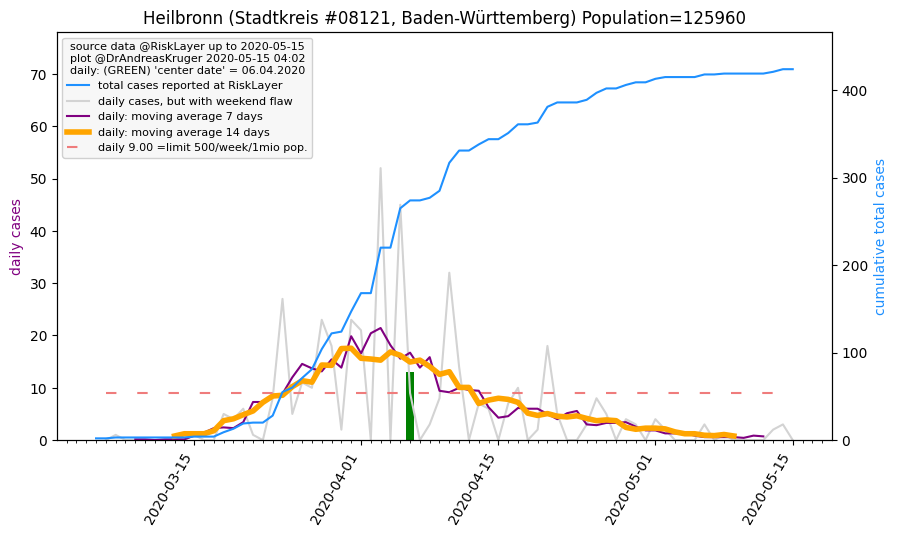 Heilbronn (Stadtkreis #08121, Baden-Württemberg) Population=125960
source data @RiskLayer up to 2020-05-15
plot @DrAndreasKruger 2020-05-15 04:02
daily: (GREEN) 'center date' = 06.04.2020
total cases reported at RiskLayer
daily cases, but with weekend flaw
daily: moving average 7 days
daily: moving average 14 days
daily 9.00 =limit 500/week/1mio pop.
daily cases
70
60
50
40
30
20
10
0
cumulative total cases
400
300
200
100
0
2020-03-15
2020-04-01
2020-04-15
2020-05-01
2020-05-15